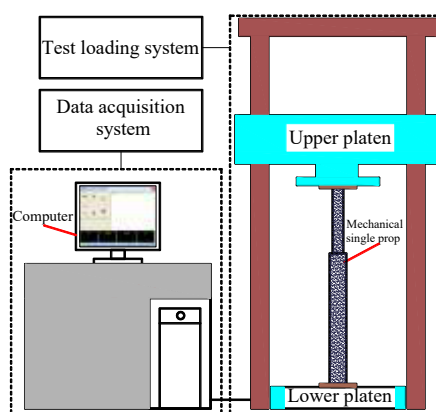 Test loading system
Data acquisition
system
Upper platen
Computer
Mechanical
single prop
Lower platen